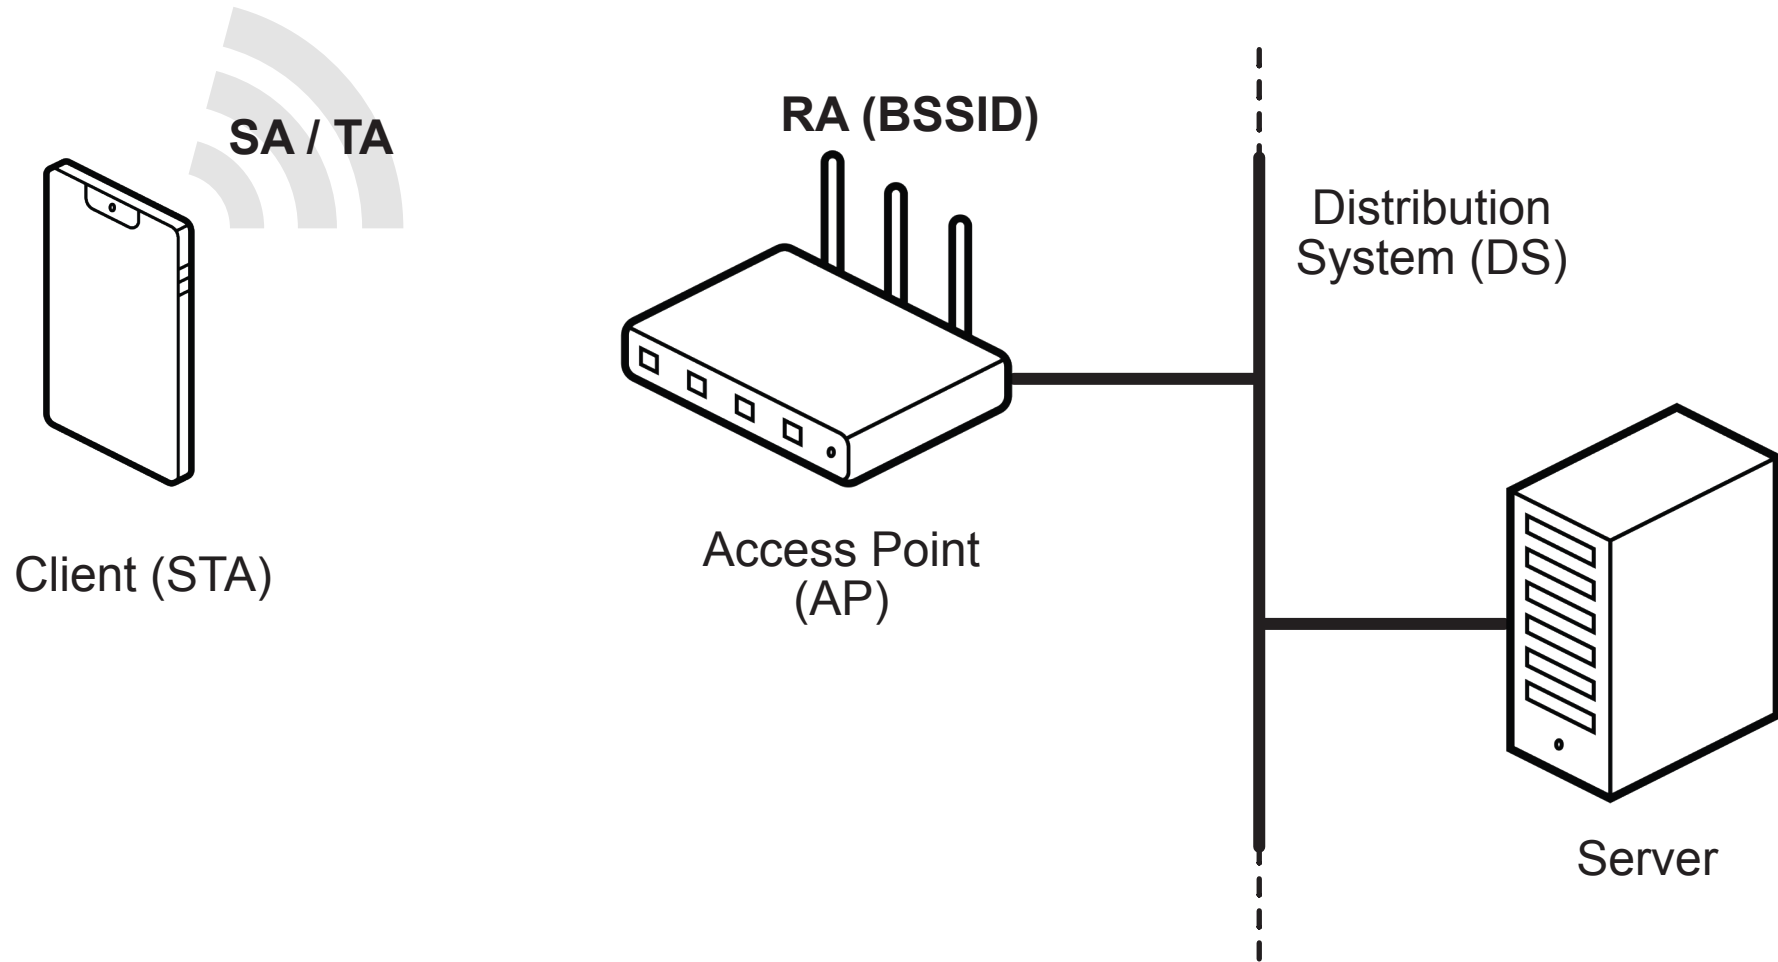 SA / TA
RA (BSSID)
Distribution
System (DS)
Client (STA)
Access Point
(AP)
Server